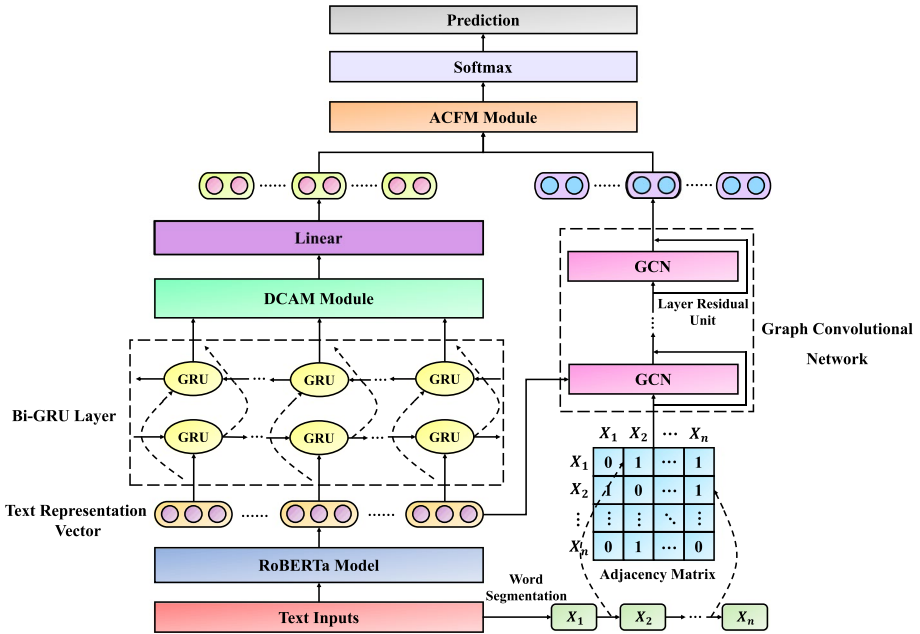 Prediction
Softmax
ACFM Module
Linear
DCAM Module
GCN
Layer Residual
Unit
GCN
Graph Convolutional
Network
GRU ... GRU ... GRU
GRU ... GRU ... GRU
Bi-GRU Layer
Text Representation
Vector
RoBERTa Model
Text Inputs
Word
Segmentation
X₁ X₂ ⋯ Xₙ
X₁ 0 1 ⋯ 1
X₂ 1 0 ⋯ 1
⋮ ⋮ ⋮ ⋱ ⋮
Xₙ 0 1 ⋯ 0
Adjacency Matrix
X₁ X₂ ⋯⋯ Xₙ